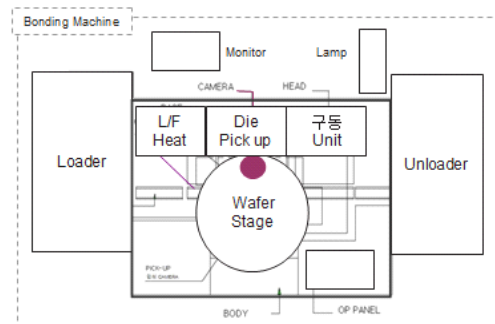 Bonding Machine
Monitor
Lamp
CAMERA
HEAD
L/F
Heat
Die
Pick up
구동
Unit
Loader
Unloader
Wafer
Stage
PICK-UP
OP PANEL
BODY